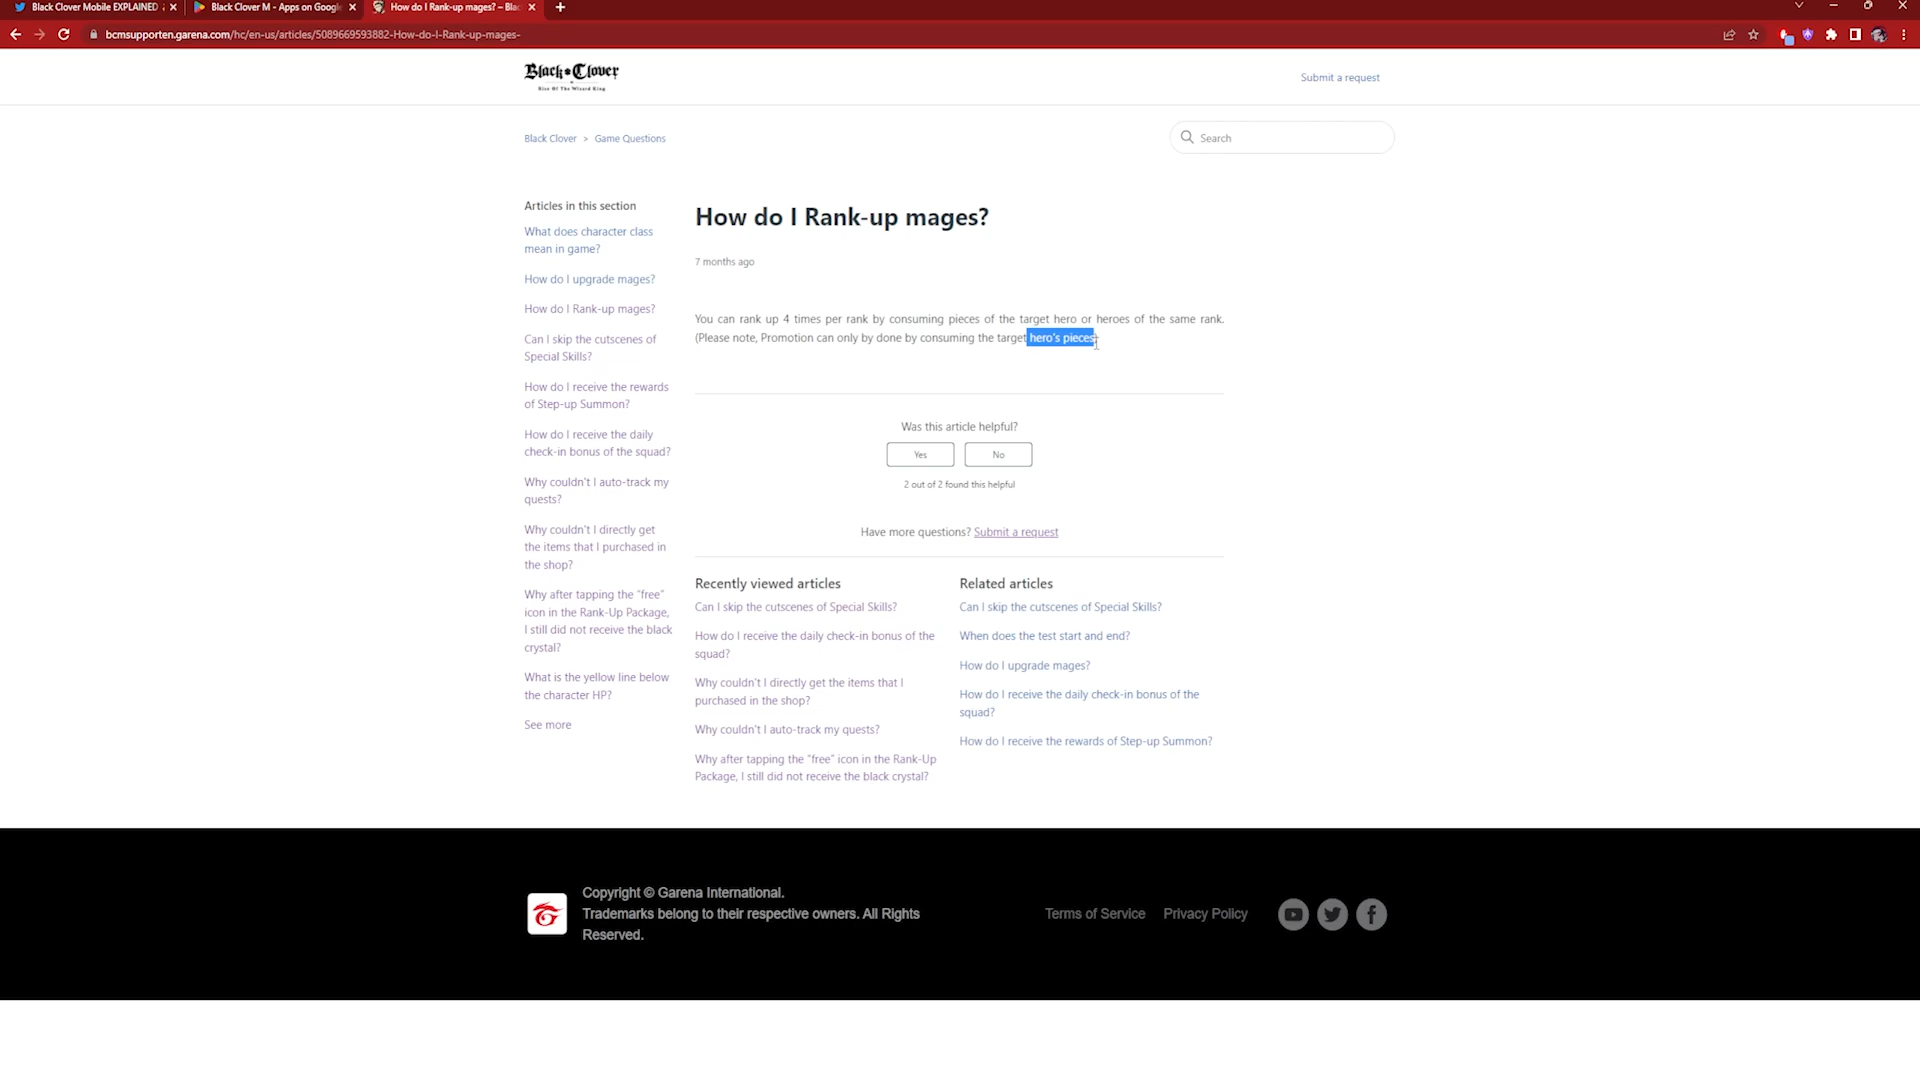 Black Clover Mobile EXPLAINED
Black Clover M - Apps on Google
How do I Rank-up mages? – Blac
bcmsupporten.garena.com/hc/en-us/articles/5089669593882-How-do-I-Rank-up-mages-
Black Clover
Rise Of The Wizard King
Submit a request
Black Clover > Game Questions
Search
Articles in this section
What does character class
mean in game?
How do I upgrade mages?
How do I Rank-up mages?
Can I skip the cutscenes of
Special Skills?
How do I receive the rewards
of Step-up Summon?
How do I receive the daily
check-in bonus of the squad?
Why couldn't I auto-track my
quests?
Why couldn't I directly get
the items that I purchased in
the shop?
Why after tapping the "free"
icon in the Rank-Up Package,
I still did not receive the black
crystal?
What is the yellow line below
the character HP?
See more
How do I Rank-up mages?
7 months ago
You can rank up 4 times per rank by consuming pieces of the target hero or heroes of the same rank.
(Please note, Promotion can only by done by consuming the target hero's pieces)
Was this article helpful?
Yes
No
2 out of 2 found this helpful
Have more questions? Submit a request
Recently viewed articles
Can I skip the cutscenes of Special Skills?
How do I receive the daily check-in bonus of the
squad?
Why couldn't I directly get the items that I
purchased in the shop?
Why couldn't I auto-track my quests?
Why after tapping the "free" icon in the Rank-Up
Package, I still did not receive the black crystal?
Related articles
Can I skip the cutscenes of Special Skills?
When does the test start and end?
How do I upgrade mages?
How do I receive the daily check-in bonus of the
squad?
How do I receive the rewards of Step-up Summon?
Copyright © Garena International.
Trademarks belong to their respective owners. All Rights
Reserved.
Terms of Service
Privacy Policy